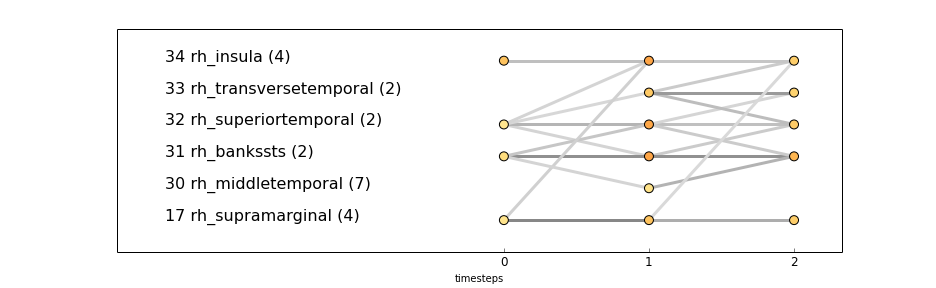 34 rh_insula (4)
33 rh_transversetemporal (2)
32 rh_superiortemporal (2)
31 rh_bankssts (2)
30 rh_middletemporal (7)
17 rh_supramarginal (4)
0 1 2
timesteps